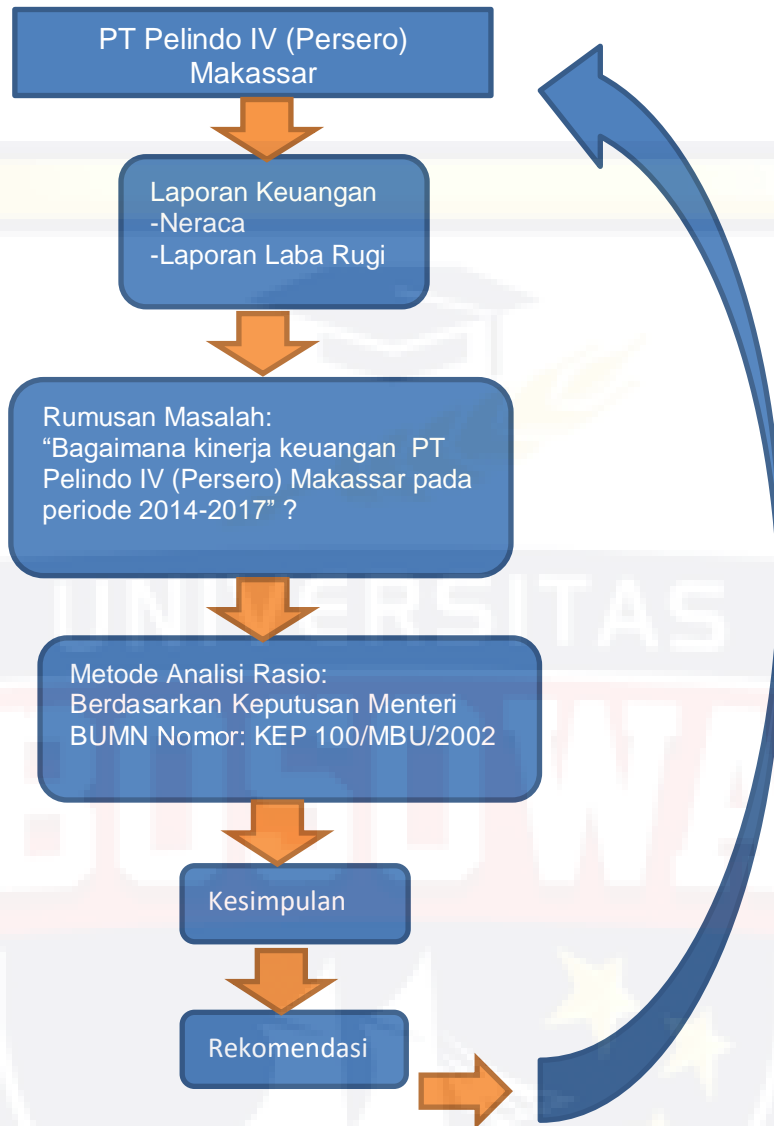 PT Pelindo IV (Persero)
Makassar
Laporan Keuangan
-Neraca
-Laporan Laba Rugi
Rumusan Masalah:
“Bagaimana kinerja keuangan PT
Pelindo IV (Persero) Makassar pada
periode 2014-2017” ?
UNIVERSITAS
Metode Analisi Rasio:
Berdasarkan Keputusan Menteri
BUMN Nomor: KEP 100/MBU/2002
BOSOWA
Kesimpulan
Rekomendasi